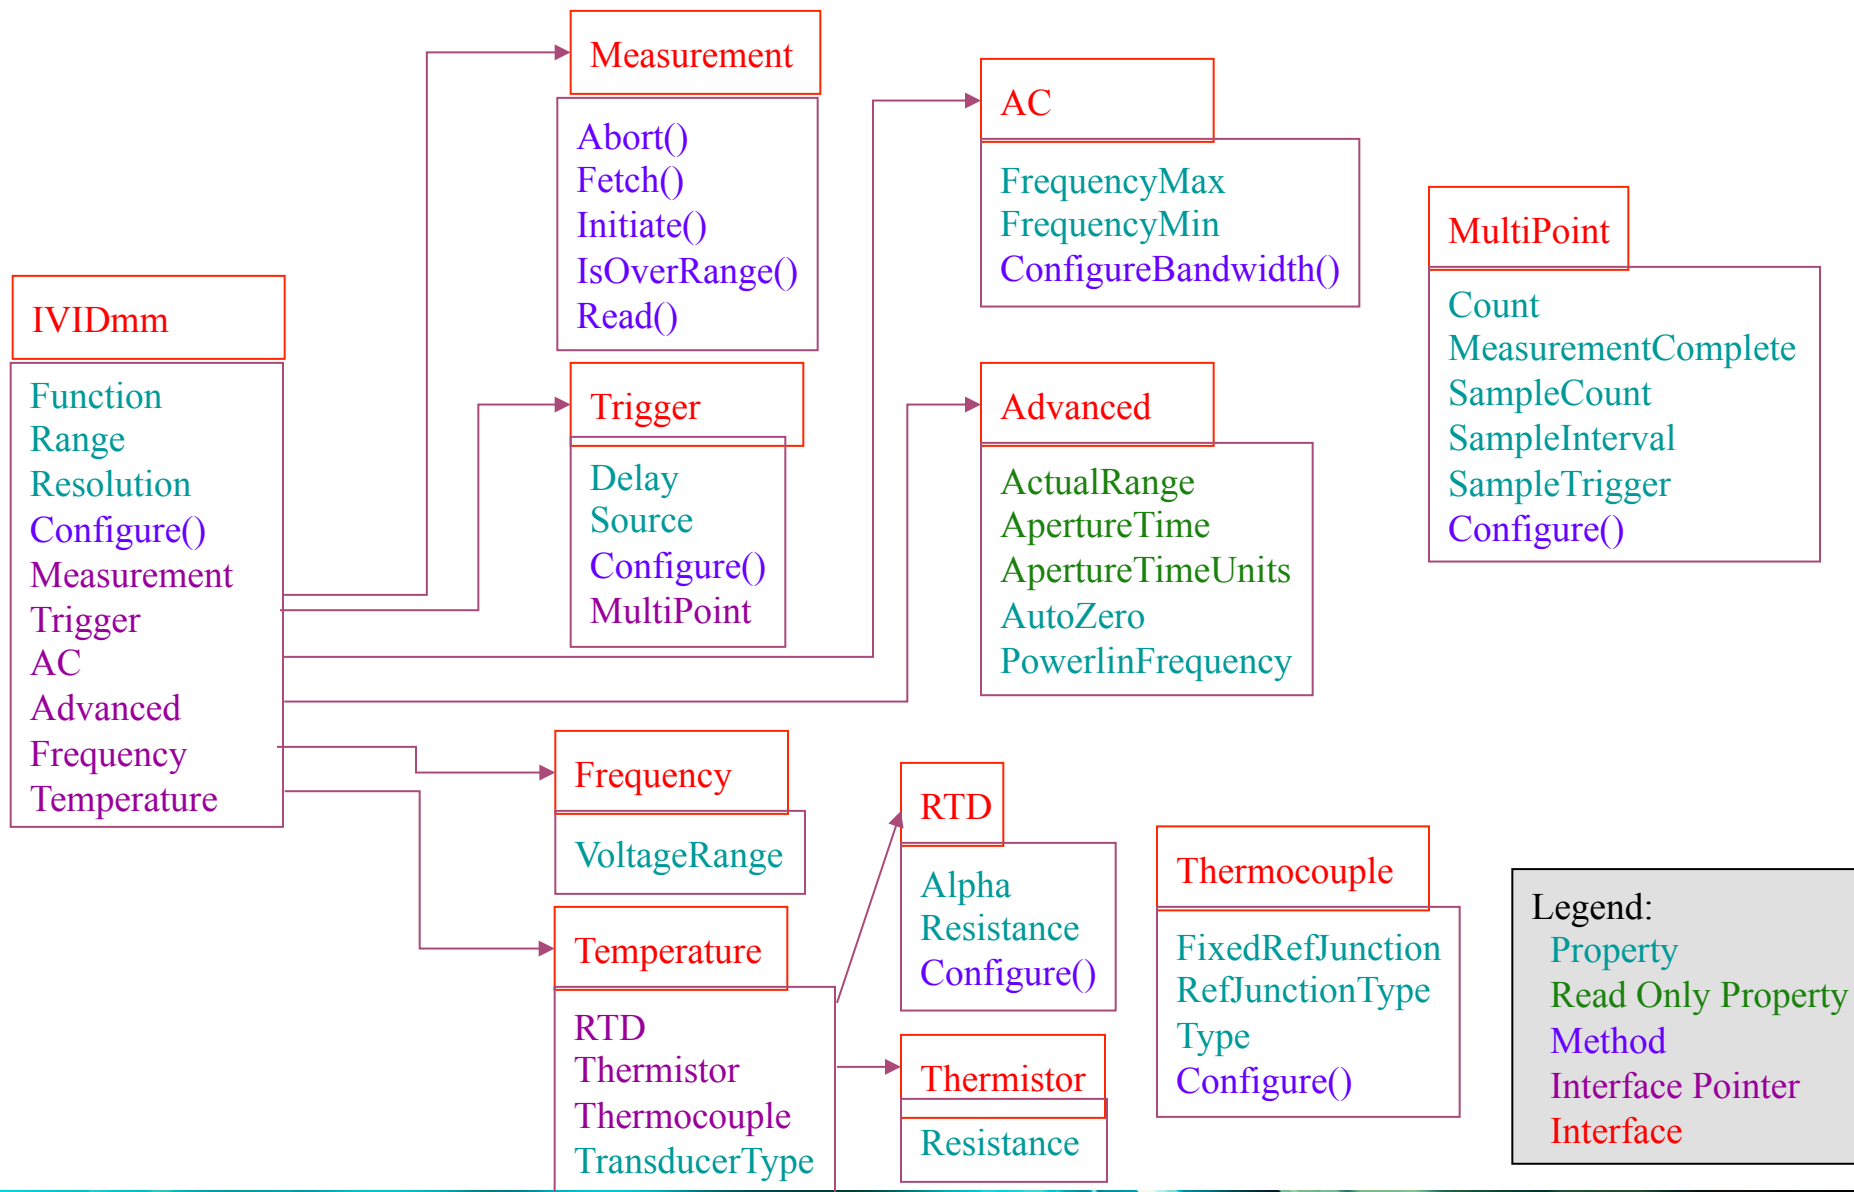 IVIDmm
Function
Range
Resolution
Configure()
Measurement
Trigger
AC
Advanced
Frequency
Temperature
Measurement
Abort()
Fetch()
Initiate()
IsOverRange()
Read()
Trigger
Delay
Source
Configure()
MultiPoint
AC
FrequencyMax
FrequencyMin
ConfigureBandwidth()
Advanced
ActualRange
ApertureTime
ApertureTimeUnits
AutoZero
PowerlinFrequency
MultiPoint
Count
MeasurementComplete
SampleCount
SampleInterval
SampleTrigger
Configure()
Frequency
VoltageRange
Temperature
RTD
Thermistor
Thermocouple
TransducerType
RTD
Alpha
Resistance
Configure()
Thermistor
Resistance
Thermocouple
FixedRefJunction
RefJunctionType
Type
Configure()
Legend:
Property
Read Only Property
Method
Interface Pointer
Interface